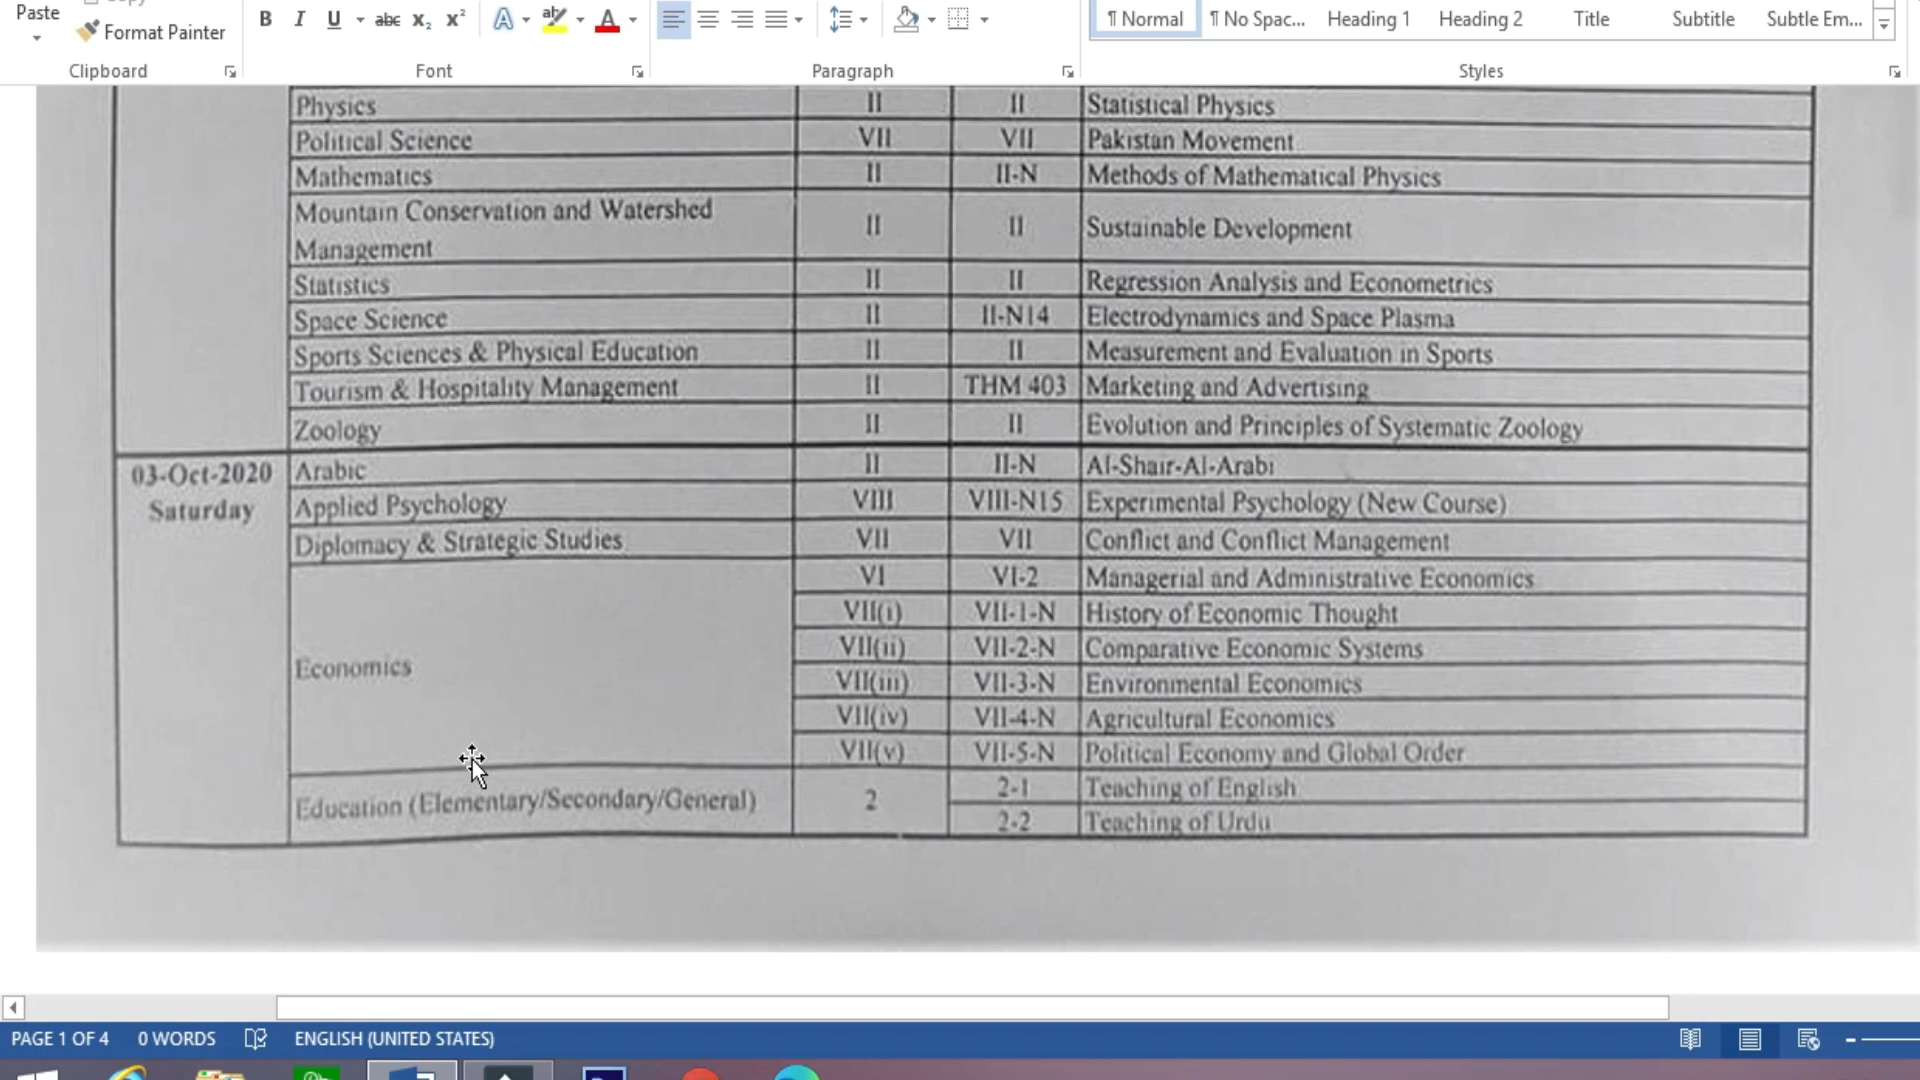 Paste
Format Painter
B I U abc x₂ x² A aby A
¶ Normal ¶ No Spac... Heading 1 Heading 2 Title Subtitle Subtle Em...
Clipboard Font Paragraph Styles
Physics II II Statistical Physics
Political Science VII VII Pakistan Movement
Mathematics II II-N Methods of Mathematical Physics
Mountain Conservation and Watershed
Management II II Sustainable Development
Statistics II II Regression Analysis and Econometrics
Space Science II II-N14 Electrodynamics and Space Plasma
Sports Sciences & Physical Education II II Measurement and Evaluation in Sports
Tourism & Hospitality Management II THM 403 Marketing and Advertising
Zoology II II Evolution and Principles of Systematic Zoology
03-Oct-2020 Arabic II II-N Al-Shair-Al-Arabi
Saturday Applied Psychology VIII VIII-N15 Experimental Psychology (New Course)
Diplomacy & Strategic Studies VII VII Conflict and Conflict Management
Economics VI VI-2 Managerial and Administrative Economics
VII(i) VII-1-N History of Economic Thought
VII(ii) VII-2-N Comparative Economic Systems
VII(iii) VII-3-N Environmental Economics
VII(iv) VII-4-N Agricultural Economics
VII(v) VII-5-N Political Economy and Global Order
Education (Elementary/Secondary/General) 2 2-1 Teaching of English
2-2 Teaching of Urdu
PAGE 1 OF 4 0 WORDS ENGLISH (UNITED STATES)